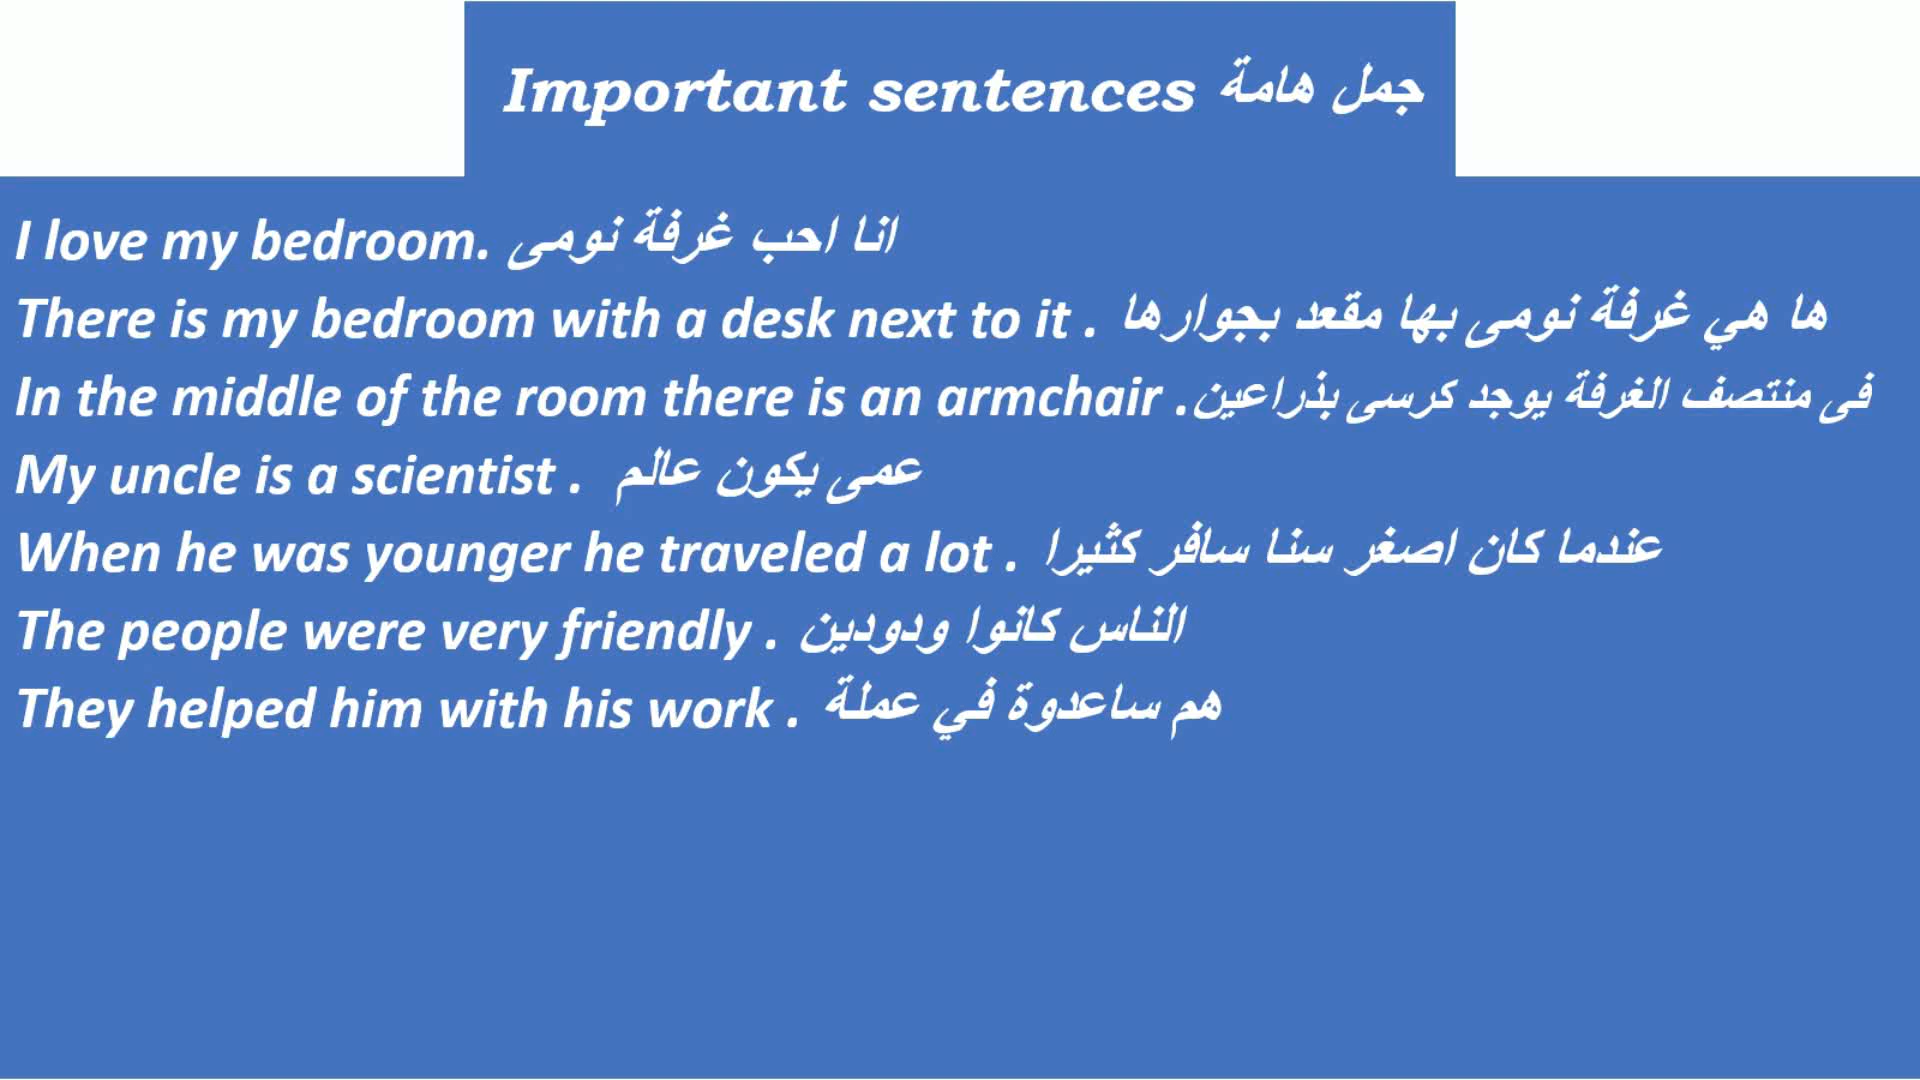 Important sentences جمل هامة
I love my bedroom. انا احب غرفة نومى
There is my bedroom with a desk next to it . ها هي غرفة نومى بها مقعد بجوارها
In the middle of the room there is an armchair .فى منتصف الغرفة يوجد كرسى بذراعين
My uncle is a scientist . عمى يكون عالم
When he was younger he traveled a lot . عندما كان اصغر سنا سافر كثيرا
The people were very friendly . الناس كانوا ودودين
They helped him with his work . هم ساعدوة في عملة